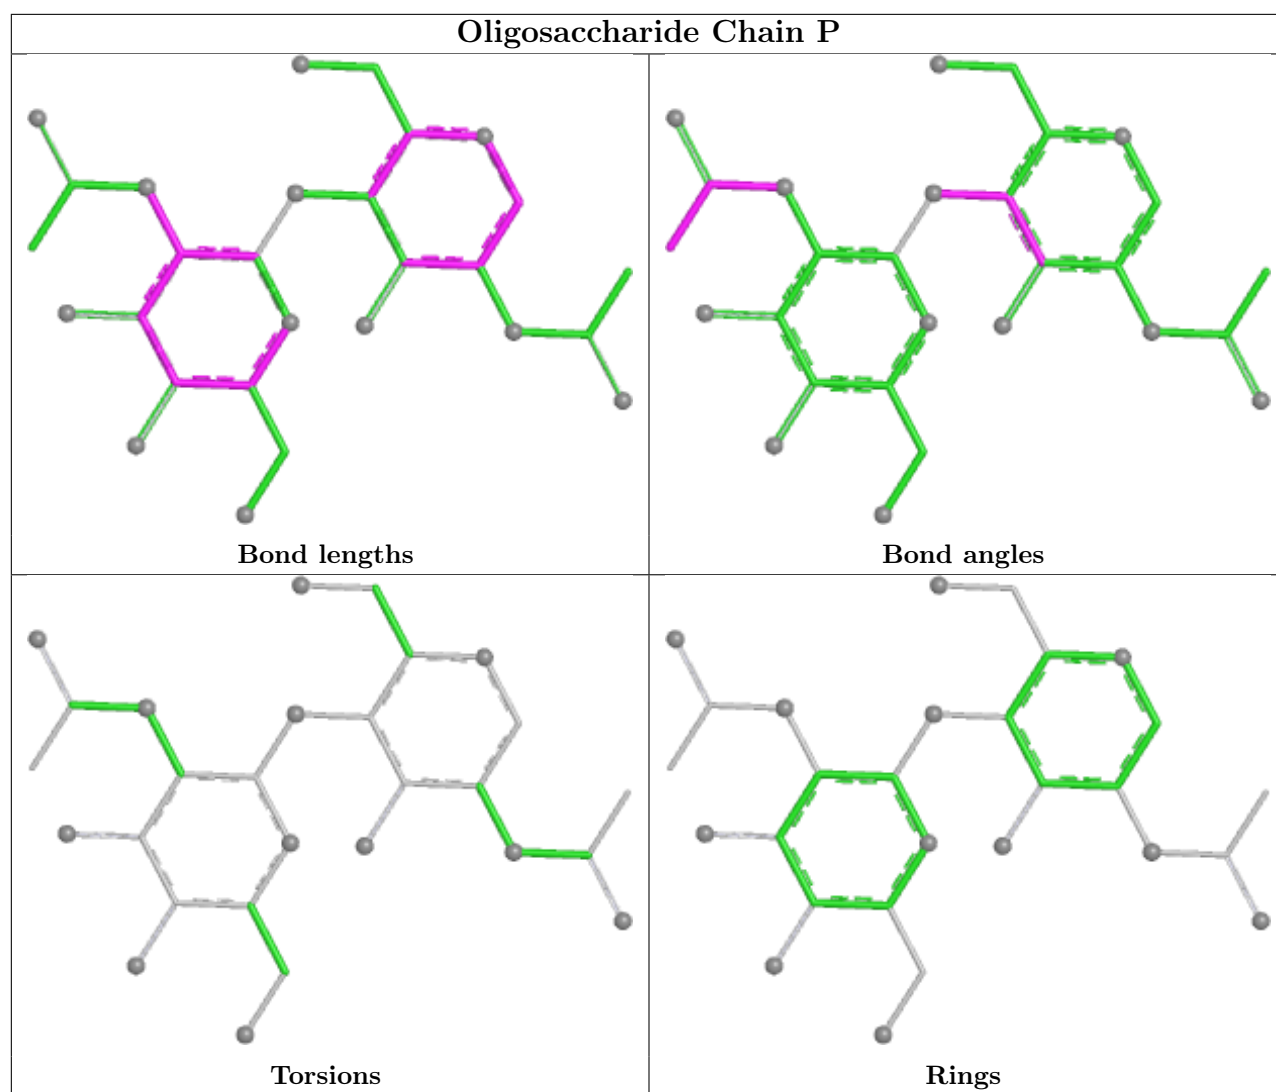 Oligosaccharide Chain P
Bond lengths
Bond angles
Torsions
Rings